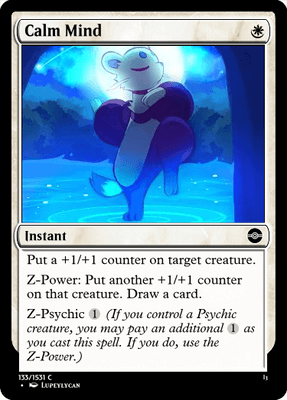 Calm Mind
Instant
Put a +1/+1 counter on target creature.
Z-Power: Put another +1/+1 counter
on that creature. Draw a card.
Z-Psychic 1 (If you control a Psychic
creature, you may pay an additional 1 as
you cast this spell. If you do, use the
Z-Power.)
133/1531 C
• LUPEYLYCAN